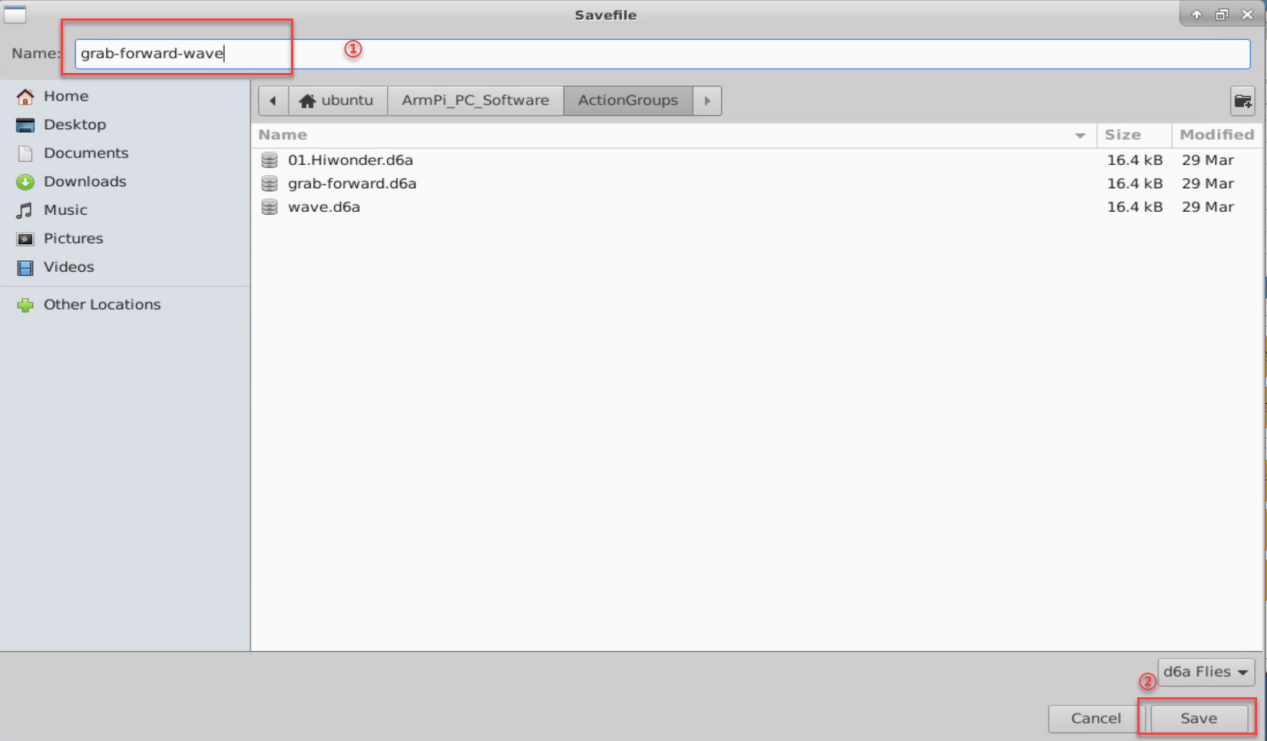 Savefile
Name: grab-forward-wave
①
Home
Desktop
Documents
Downloads
Music
Pictures
Videos
Other Locations
ubuntu ArmPi_PC_Software ActionGroups
Name Size Modified
01.Hiwonder.d6a 16.4 kB 29 Mar
grab-forward.d6a 16.4 kB 29 Mar
wave.d6a 16.4 kB 29 Mar
d6a Flies
②
Cancel Save